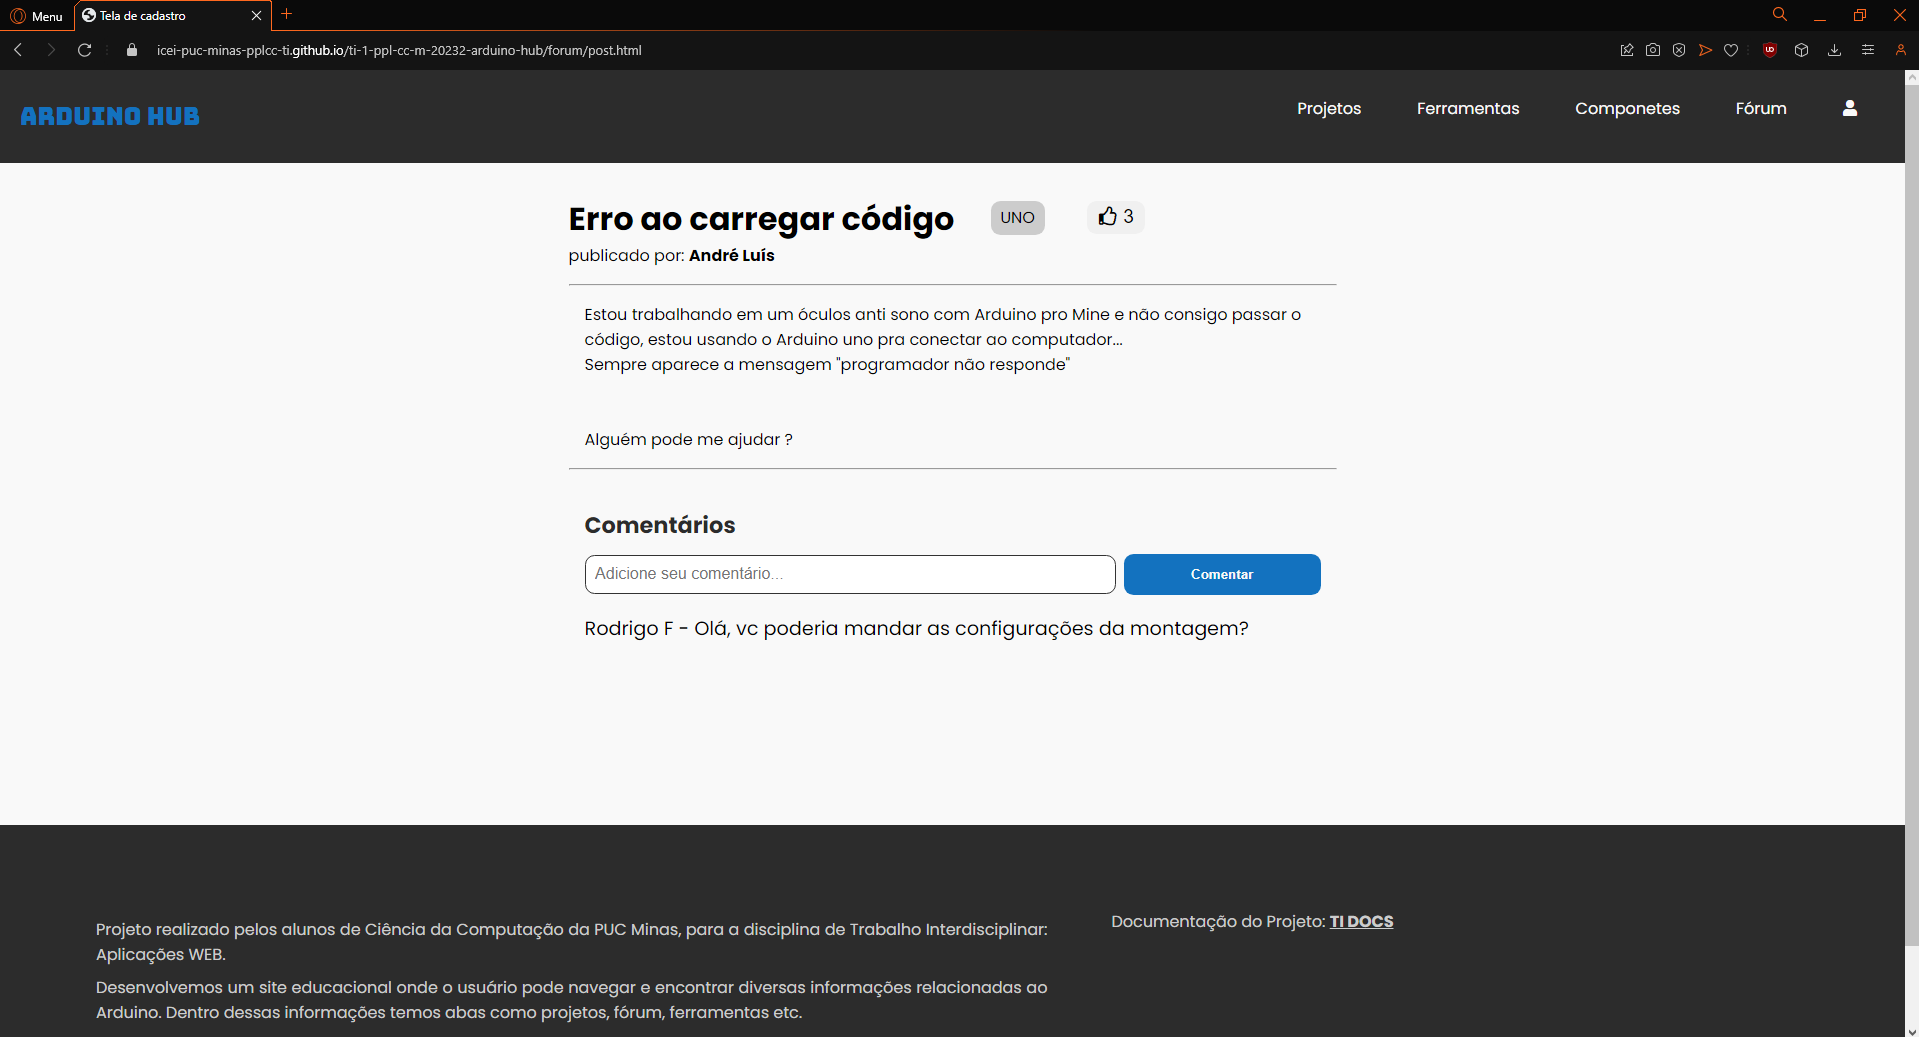 Menu
Tela de cadastro
icei-puc-minas-pplcc-ti.github.io/ti-1-ppl-cc-m-20232-arduino-hub/forum/post.html
ARDUINO HUB
Projetos
Ferramentas
Componetes
Fórum
Erro ao carregar código
UNO
3
publicado por: André Luís
Estou trabalhando em um óculos anti sono com Arduino pro Mine e não consigo passar o
código, estou usando o Arduino uno pra conectar ao computador...
Sempre aparece a mensagem "programador não responde"
Alguém pode me ajudar ?
Comentários
Adicione seu comentário...
Comentar
Rodrigo F - Olá, vc poderia mandar as configurações da montagem?
Projeto realizado pelos alunos de Ciência da Computação da PUC Minas, para a disciplina de Trabalho Interdisciplinar:
Aplicações WEB.
Desenvolvemos um site educacional onde o usuário pode navegar e encontrar diversas informações relacionadas ao
Arduino. Dentro dessas informações temos abas como projetos, fórum, ferramentas etc.
Documentação do Projeto: TI DOCS